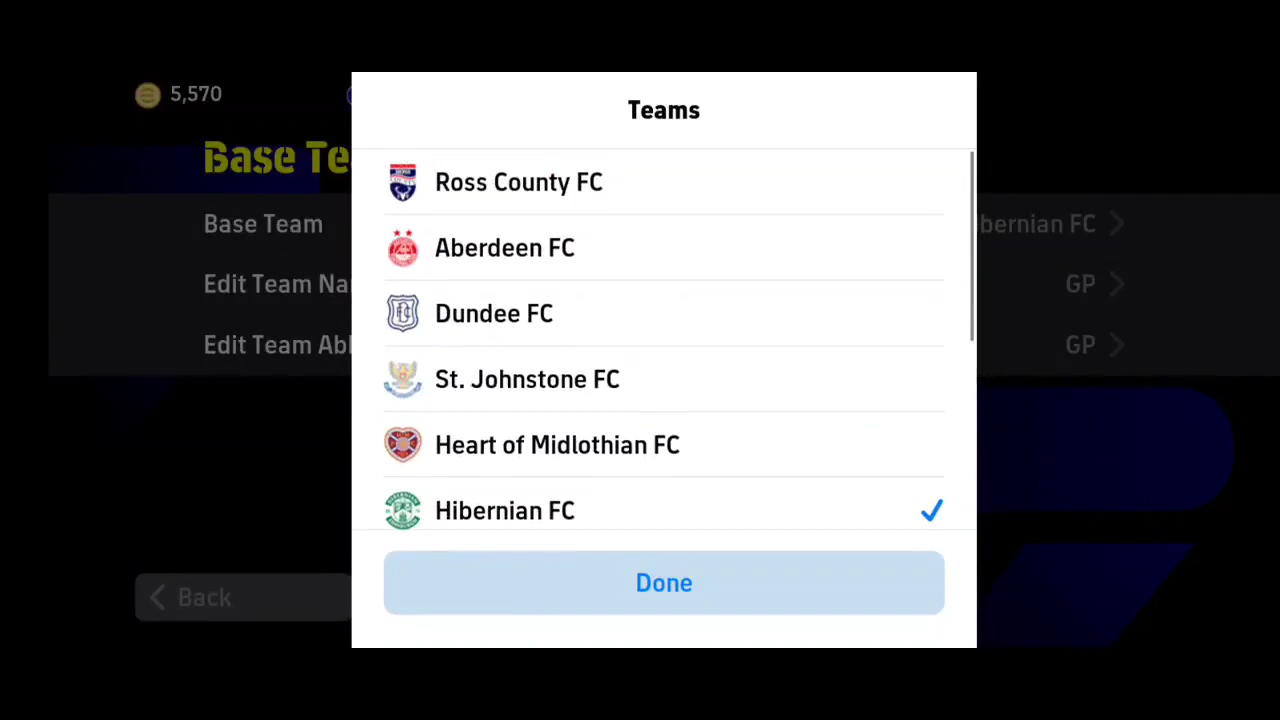 5,570
Teams
Base Te
Ross County FC
Base Team
bernian FC
Aberdeen FC
Edit Team Na
GP
Dundee FC
Edit Team Ab
GP
St. Johnstone FC
Heart of Midlothian FC
Hibernian FC
Done
Back